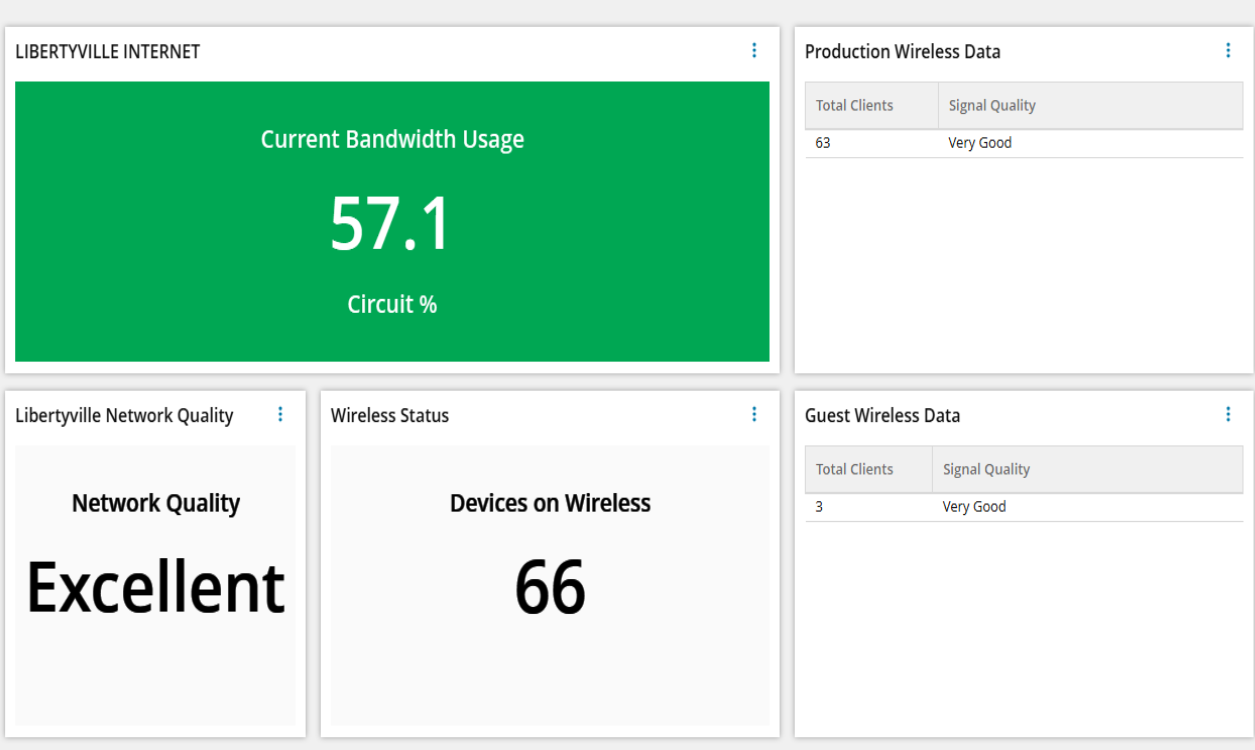 LIBERTYVILLE INTERNET
Current Bandwidth Usage
57.1
Circuit %
Production Wireless Data
Total Clients Signal Quality
63 Very Good
Libertyville Network Quality
Network Quality
Excellent
Wireless Status
Devices on Wireless
66
Guest Wireless Data
Total Clients Signal Quality
3 Very Good